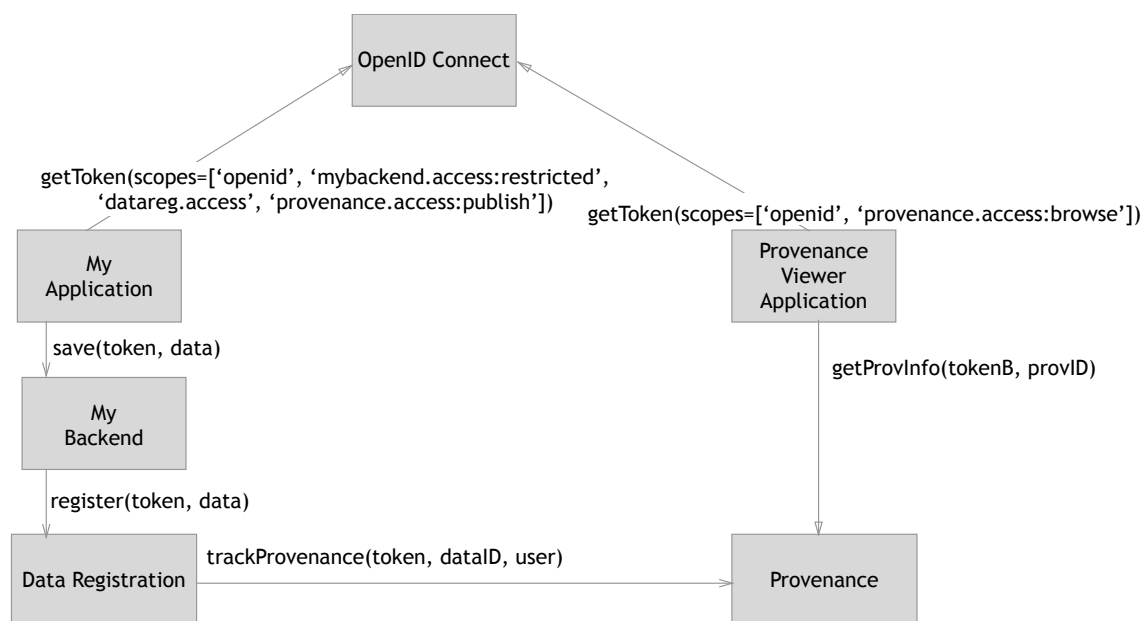 OpenID Connect
getToken(scopes=[‘openid’, ‘mybackend.access:restricted’,
‘datareg.access’, ‘provenance.access:publish’])
getToken(scopes=[‘openid’, ‘provenance.access:browse’])
My
Application
Provenance
Viewer
Application
save(token, data)
getProvInfo(tokenB, provID)
My
Backend
register(token, data)
Data Registration
trackProvenance(token, dataID, user)
Provenance